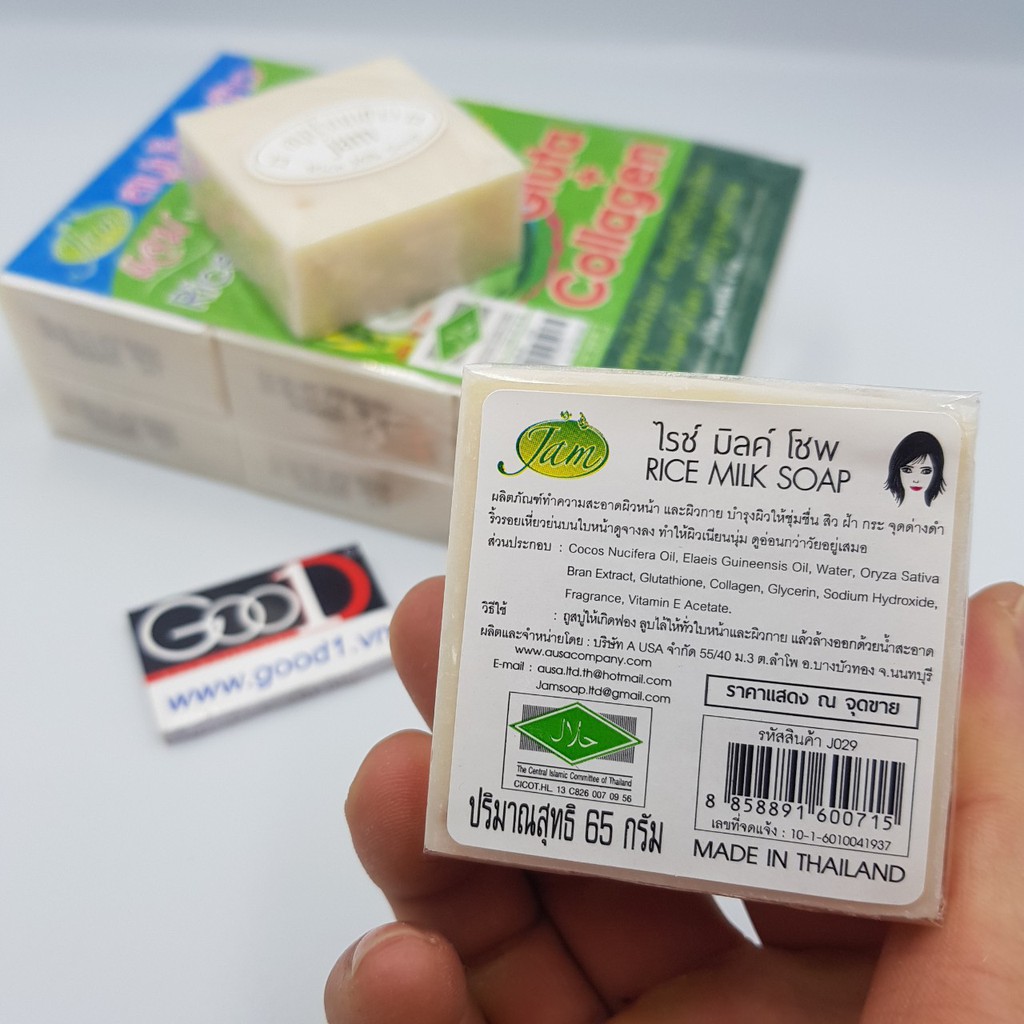 Jam
Rice
Gluta
+
Collagen
Jam
GOOD1
www.good1.vn
Jam
ไรซ์ มิลค์ โซพ
RICE MILK SOAP
ผลิตภัณฑ์ทำความสะอาดผิวหน้า และผิวกาย บำรุงผิวให้ชุ่มชื่น สิว ฝ้า กระ จุดด่างดำ
ริ้วรอยเหี่ยวย่นบนใบหน้าดูจางลง ทำให้ผิวเนียนนุ่ม ดูอ่อนกว่าวัยอยู่เสมอ
ส่วนประกอบ : Cocos Nucifera Oil, Elaeis Guineensis Oil, Water, Oryza Sativa
Bran Extract, Glutathione, Collagen, Glycerin, Sodium Hydroxide,
Fragrance, Vitamin E Acetate.
วิธีใช้ : ถูสบู่ให้เกิดฟอง ลูบไล้ให้ทั่วใบหน้าและผิวกาย แล้วล้างออกด้วยน้ำสะอาด
ผลิตและจำหน่ายโดย : บริษัท A USA จำกัด 55/40 ม.3 ต.ลำโพ อ.บางบัวทอง จ.นนทบุรี
www.ausacompany.com
E-mail : ausa.ltd.th@hotmail.com
Jamsoap.ltd@gmail.com
ราคาแสดง ณ จุดขาย
حلال
The Central Islamic Committee of Thailand
CICOT.HL. 13 C826 007 09 56
รหัสสินค้า J029
8 858891 600715
เลขที่จดแจ้ง : 10-1-6010041937
ปริมาณสุทธิ 65 กรัม
MADE IN THAILAND